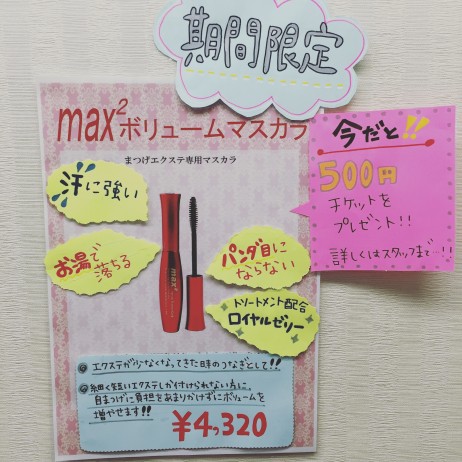 期間限定
max²ボリュームマスカラ
まつげエクステ専用マスカラ
今だと!!
500円
チケットを
プレゼント!!
詳しくはスタッフまで…!!
汗に強い
お湯で
落ちる
パンダ目に
ならない
トリートメント配合
ロイヤルゼリー
max²
エクステが少なくなってきた時のつなぎとして!!
細く短いエクステしか付けられない方に、
自まつげに負担をあまりかけずにボリュームを
増やせます!!
¥4,320